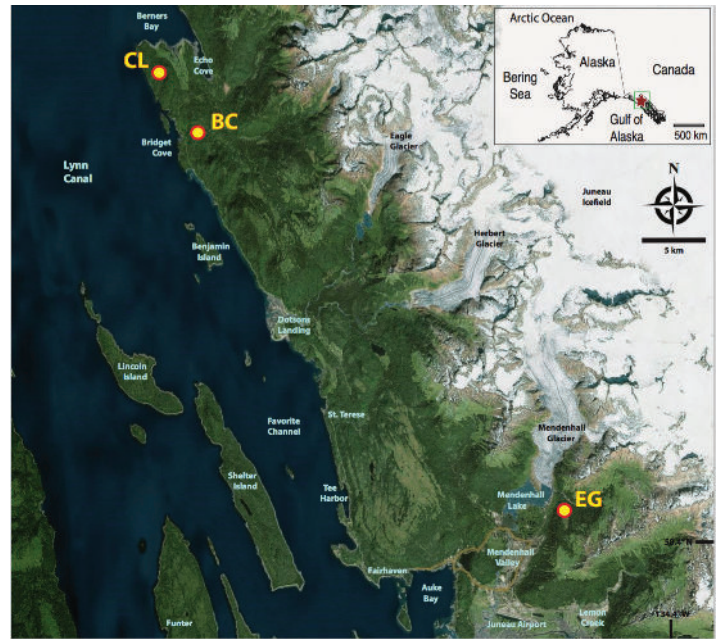 Berners
Bay
Echo
Cove
CL
BC
Bridget
Cove
Lynn
Canal
Eagle
Glacier
Benjamin
Island
Herbert
Glacier
Juneau
Icefield
N
5 km
Arctic Ocean
Bering
Sea
Alaska
Canada
Gulf of
Alaska
500 km
Dotsons
Landing
Lincoln
Island
Favorite
Channel
St. Terese
Shelter
Island
Tee
Harbor
Mendenhall
Glacier
Mendenhall
Lake
EG
Mendenhall
Valley
Fairhaven
Auke
Bay
Funter
Juneau Airport
Lemon
Creek
134.4° W